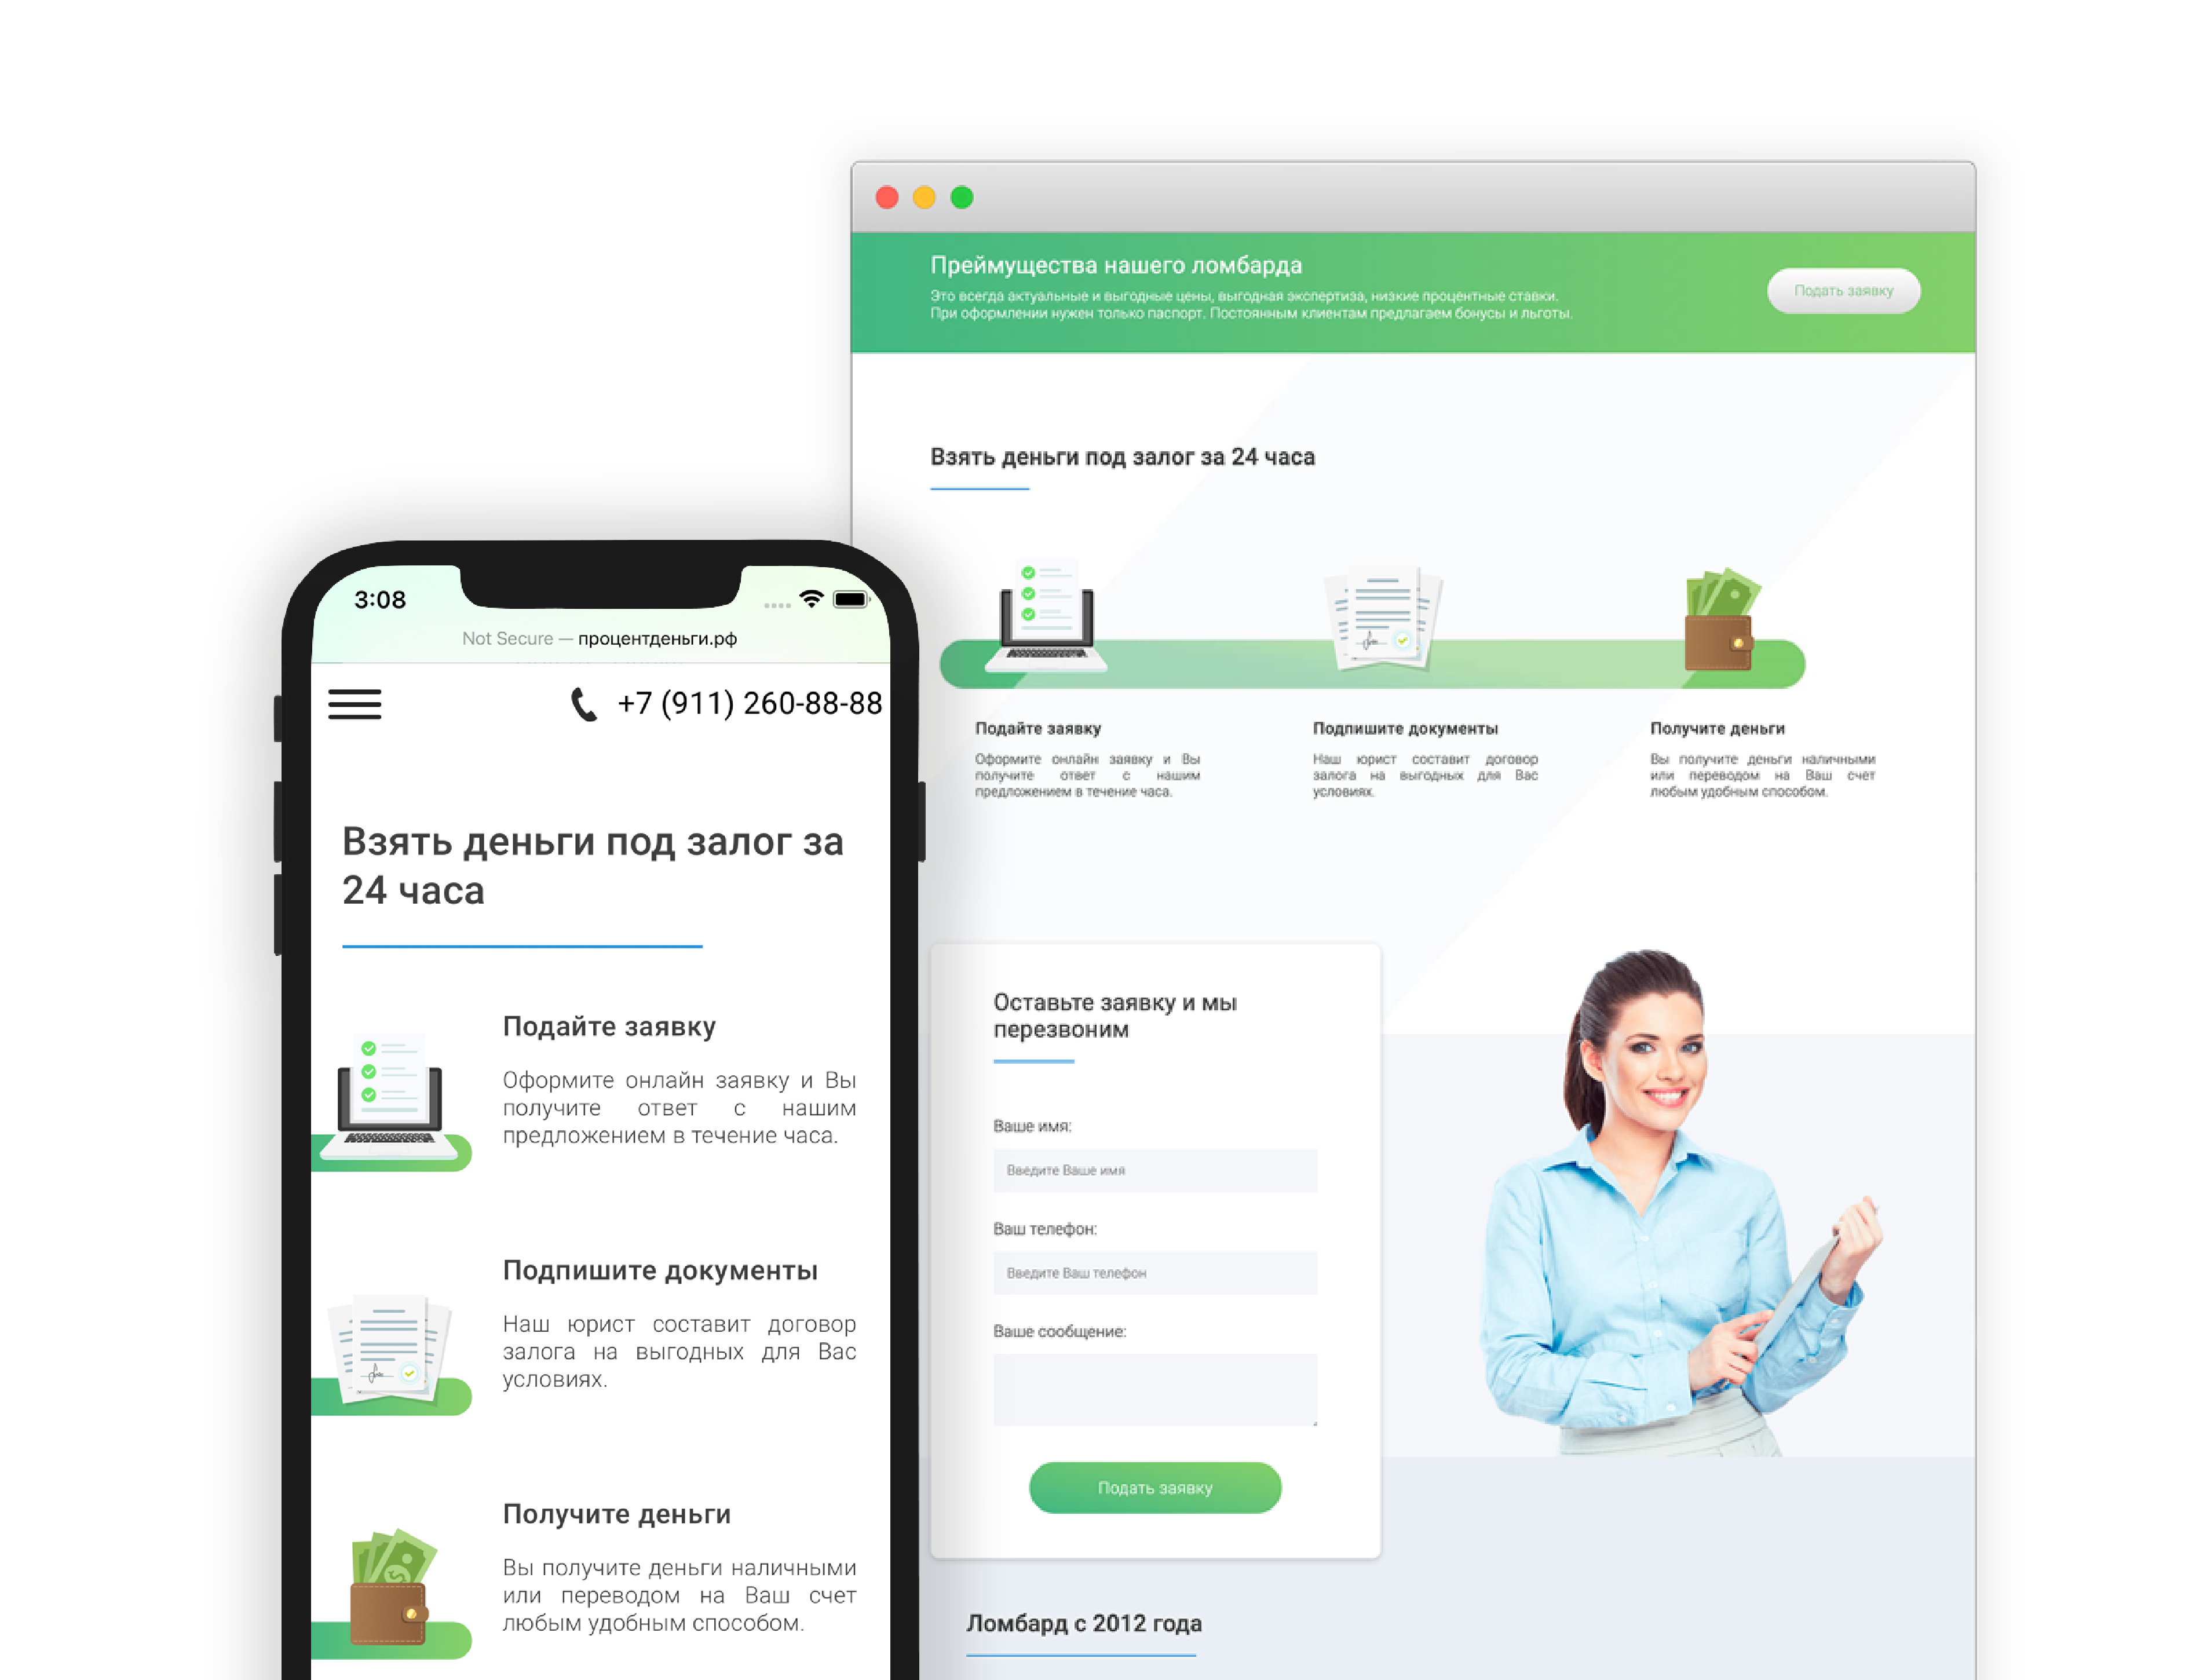 Преймущества нашего ломбарда
Это всегда актуальные и выгодные цены, выгодная экспертиза, низкие процентные ставки.
При оформлении нужен только паспорт. Постоянным клиентам предлагаем бонусы и льготы.
Подать заявку
Взять деньги под залог за 24 часа
Подайте заявку
Оформите онлайн заявку и Вы
получите ответ с нашим
предложением в течение часа.
Подпишите документы
Наш юрист составит договор
залога на выгодных для Вас
условиях.
Получите деньги
Вы получите деньги наличными
или переводом на Ваш счет
любым удобным способом.
Оставьте заявку и мы
перезвоним
Ваше имя:
Введите Ваше имя
Ваш телефон:
Введите Ваш телефон
Ваше сообщение:
Подать заявку
Ломбард с 2012 года
3:08
Not Secure — процентденьги.рф
+7 (911) 260-88-88
Взять деньги под залог за
24 часа
Подайте заявку
Оформите онлайн заявку и Вы
получите ответ с нашим
предложением в течение часа.
Подпишите документы
Наш юрист составит договор
залога на выгодных для Вас
условиях.
Получите деньги
Вы получите деньги наличными
или переводом на Ваш счет
любым удобным способом.